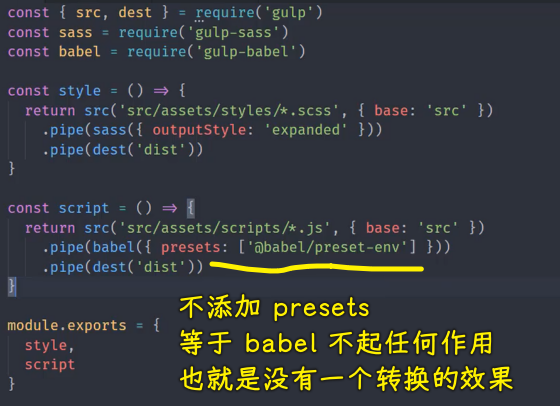 const { src, dest } = require('gulp')
const sass = require('gulp-sass')
const babel = require('gulp-babel')
const style = () => {
return src('src/assets/styles/*.scss', { base: 'src' })
.pipe(sass({ outputStyle: 'expanded' }))
.pipe(dest('dist'))
}
const script = () => {
return src('src/assets/scripts/*.js', { base: 'src' })
.pipe(babel({ presets: ['@babel/preset-env'] }))
.pipe(dest('dist'))
}
不添加 presets
等于 babel 不起任何作用
也就是没有一个转换的效果
module.exports = {
style,
script
}